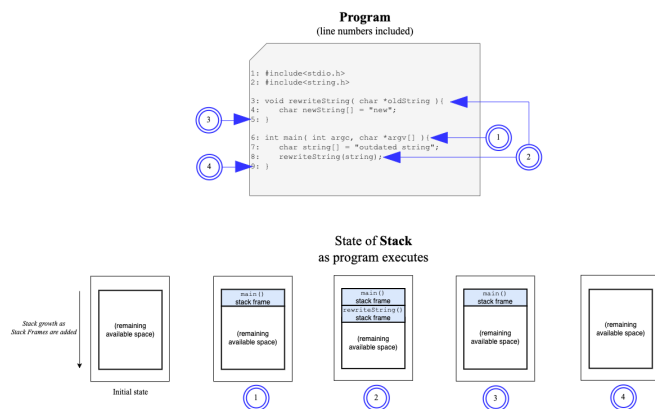 Program
(line numbers included)
1: #include<stdio.h>
2: #include<string.h>
3: void rewriteString( char *oldString ){
4:    char newString[] = "new";
5: }
6: int main( int argc, char *argv[] ){
7:    char string[] = "outdated string";
8:    rewriteString(string);
9: }
3
1
2
4
State of Stack
as program executes
Stack growth as
Stack Frames are added
(remaining
available space)
Initial state
main()
stack frame
(remaining
available space)
1
main()
stack frame
rewriteString()
stack frame
(remaining
available space)
2
main()
stack frame
(remaining
available space)
3
(remaining
available space)
4